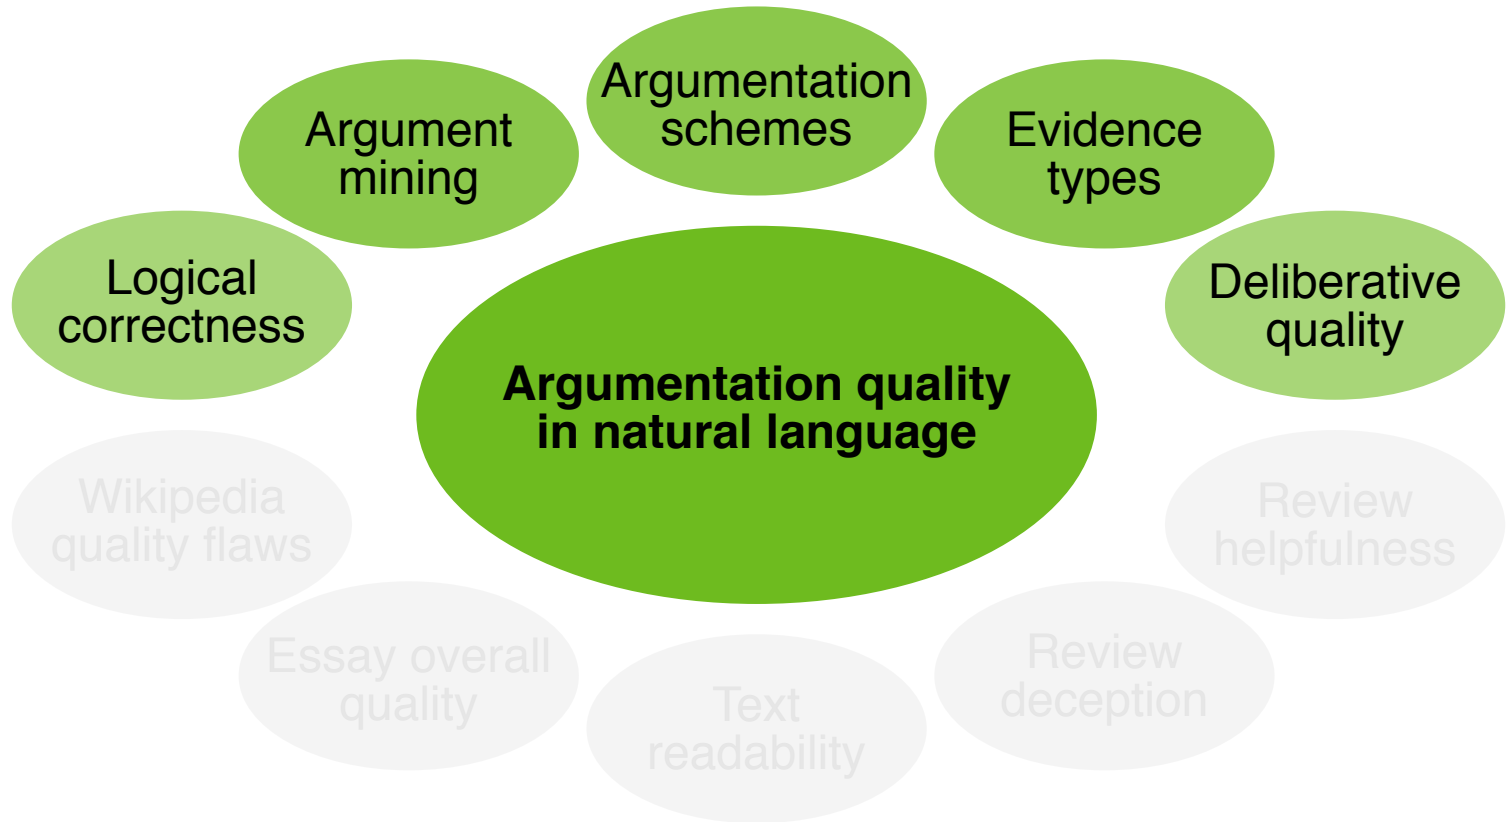 Argumentation
schemes
Argument
mining
Evidence
types
Logical
correctness
Deliberative
quality
Argumentation quality
in natural language
Wikipedia
quality flaws
Review
helpfulness
Essay overall
quality
Review
deception
Text
readability